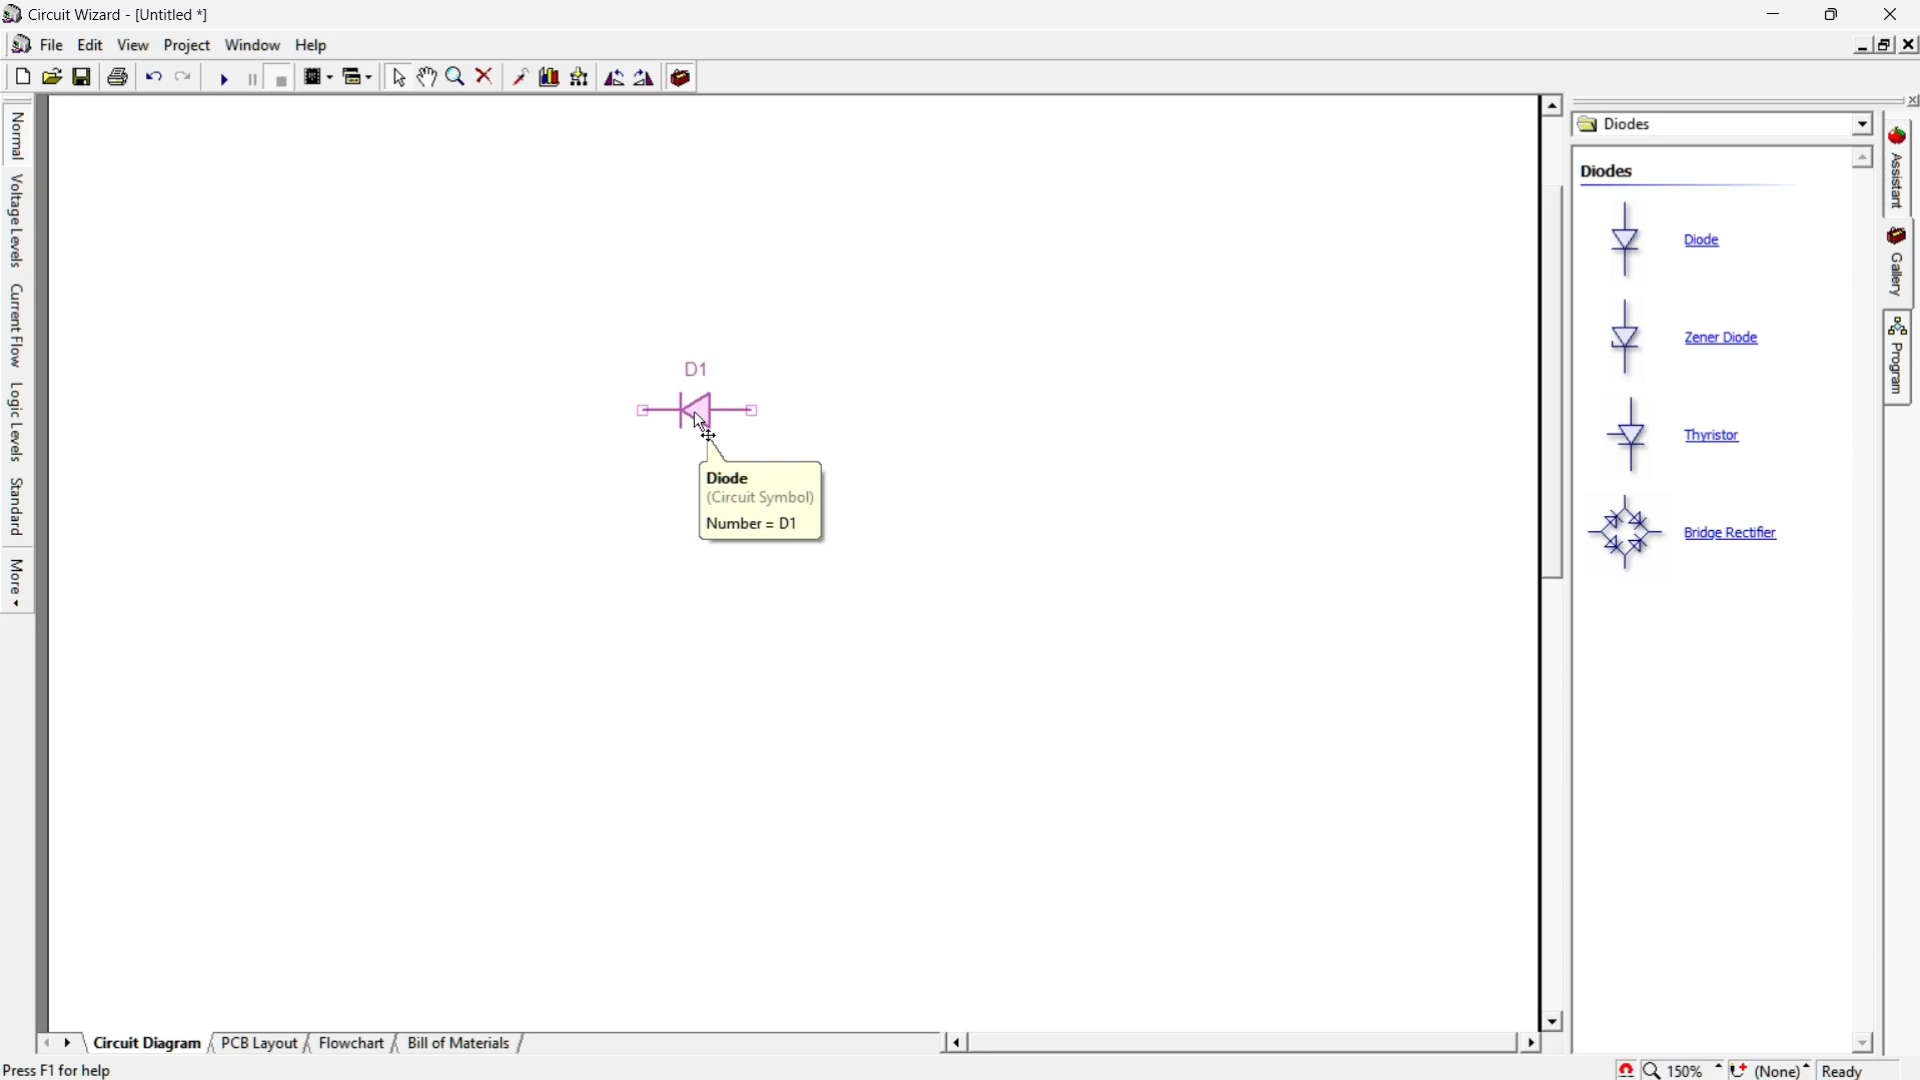 Circuit Wizard - [Untitled *]
File Edit View Project Window Help
Normal
Voltage Levels
Current Flow
Logic Levels
Standard
More
D1
Diode
(Circuit Symbol)
Number = D1
Diodes
Diodes
Diode
Zener Diode
Thyristor
Bridge Rectifier
Assistant
Gallery
Program
Circuit Diagram PCB Layout Flowchart Bill of Materials
Press F1 for help 150% (None) Ready